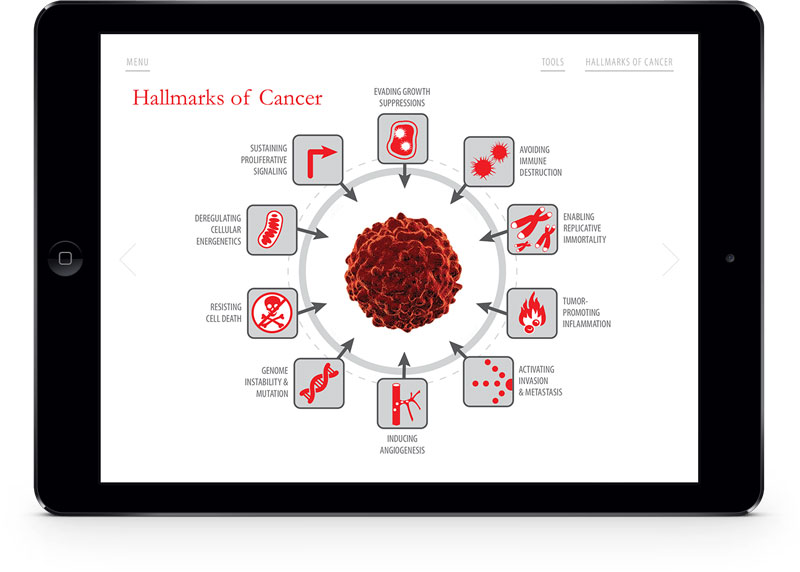 MENU
TOOLS
HALLMARKS OF CANCER
Hallmarks of Cancer
EVADING GROWTH
SUPPRESSIONS
SUSTAINING
PROLIFERATIVE
SIGNALING
AVOIDING
IMMUNE
DESTRUCTION
DEREGULATING
CELLULAR
ENERGENETICS
ENABLING
REPLICATIVE
IMMORTALITY
RESISTING
CELL DEATH
TUMOR-
PROMOTING
INFLAMMATION
GENOME
INSTABILITY &
MUTATION
ACTIVATING
INVASION
& METASTASIS
INDUCING
ANGIOGENESIS